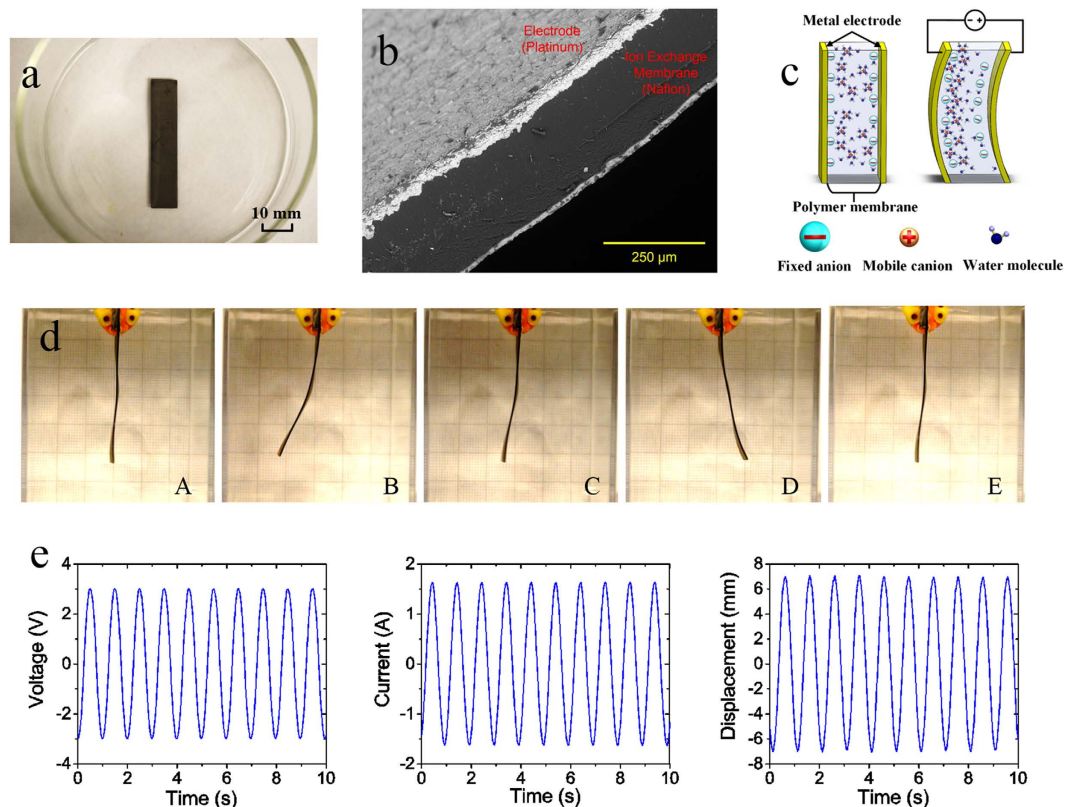 a
10 mm
b
Electrode
(Platinum)
Ion Exchange
Membrane
(Nafion)
250 μm
c
Metal electrode
Polymer membrane
Fixed anion
Mobile canion
Water molecule
d
A
B
C
D
E
e
Voltage (V)
4
2
0
-2
-4
0
2
4
6
8
10
Time (s)
Current (A)
2
1
0
-1
-2
0
2
4
6
8
10
Time (s)
Displacement (mm)
8
6
4
2
0
-2
-4
-6
-8
0
2
4
6
8
10
Time (s)